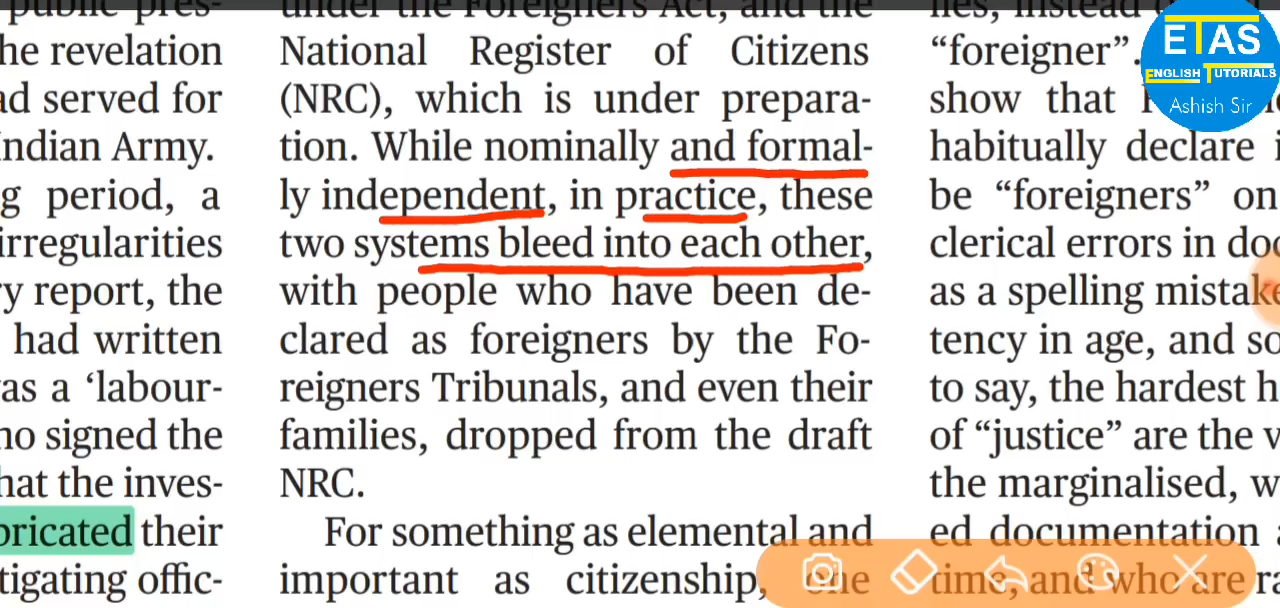 public pres-
he revelation
ad served for
Indian Army.
g period, a
irregularities
y report, the
had written
was a ‘labour-
ho signed the
hat the inves-
bricated their
tigating offic-
under the Foreigners Act, and the
National Register of Citizens
(NRC), which is under prepara-
tion. While nominally and formal-
ly independent, in practice, these
two systems bleed into each other,
with people who have been de-
clared as foreigners by the Fo-
reigners Tribunals, and even their
families, dropped from the draft
NRC.
For something as elemental and
important as citizenship, one
instead
“foreigner”.
show that
habitually declare
be “foreigners” on
clerical errors in
as a spelling mistake
tency in age, and so
to say, the hardest h
of “justice” are the v
the marginalised, w
ed documentation
time, and who are ra
ETAS
ENGLISH TUTORIALS
Ashish Sir